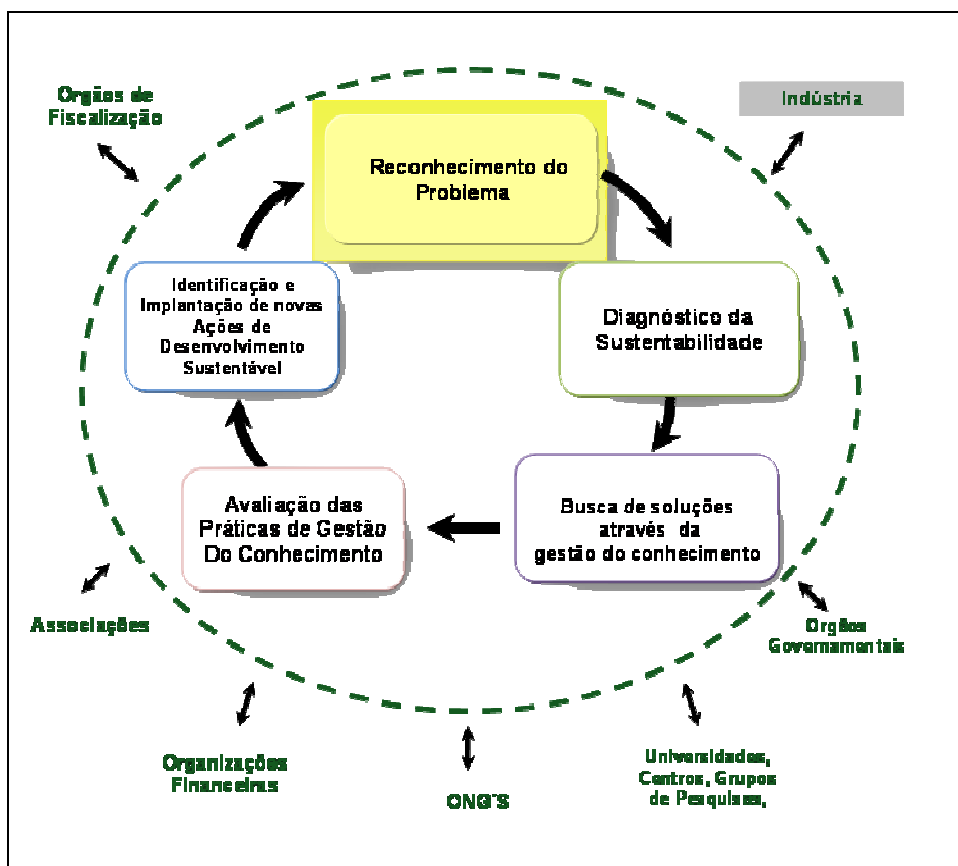 Orgãos de
Fiscalização
Indústria
Reconhecimento do
Problema
Identificação e
Implantação de novas
Ações de
Desenvolvimento
Sustentável
Diagnóstico da
Sustentabilidade
Avaliação das
Práticas de Gestão
Do Conhecimento
Busca de soluções
através da
gestão do conhecimento
Associações
Orgãos
Governamentais
Organizações
Financeiras
ONG'S
Universidades,
Centros, Grupos
de Pesquisas,